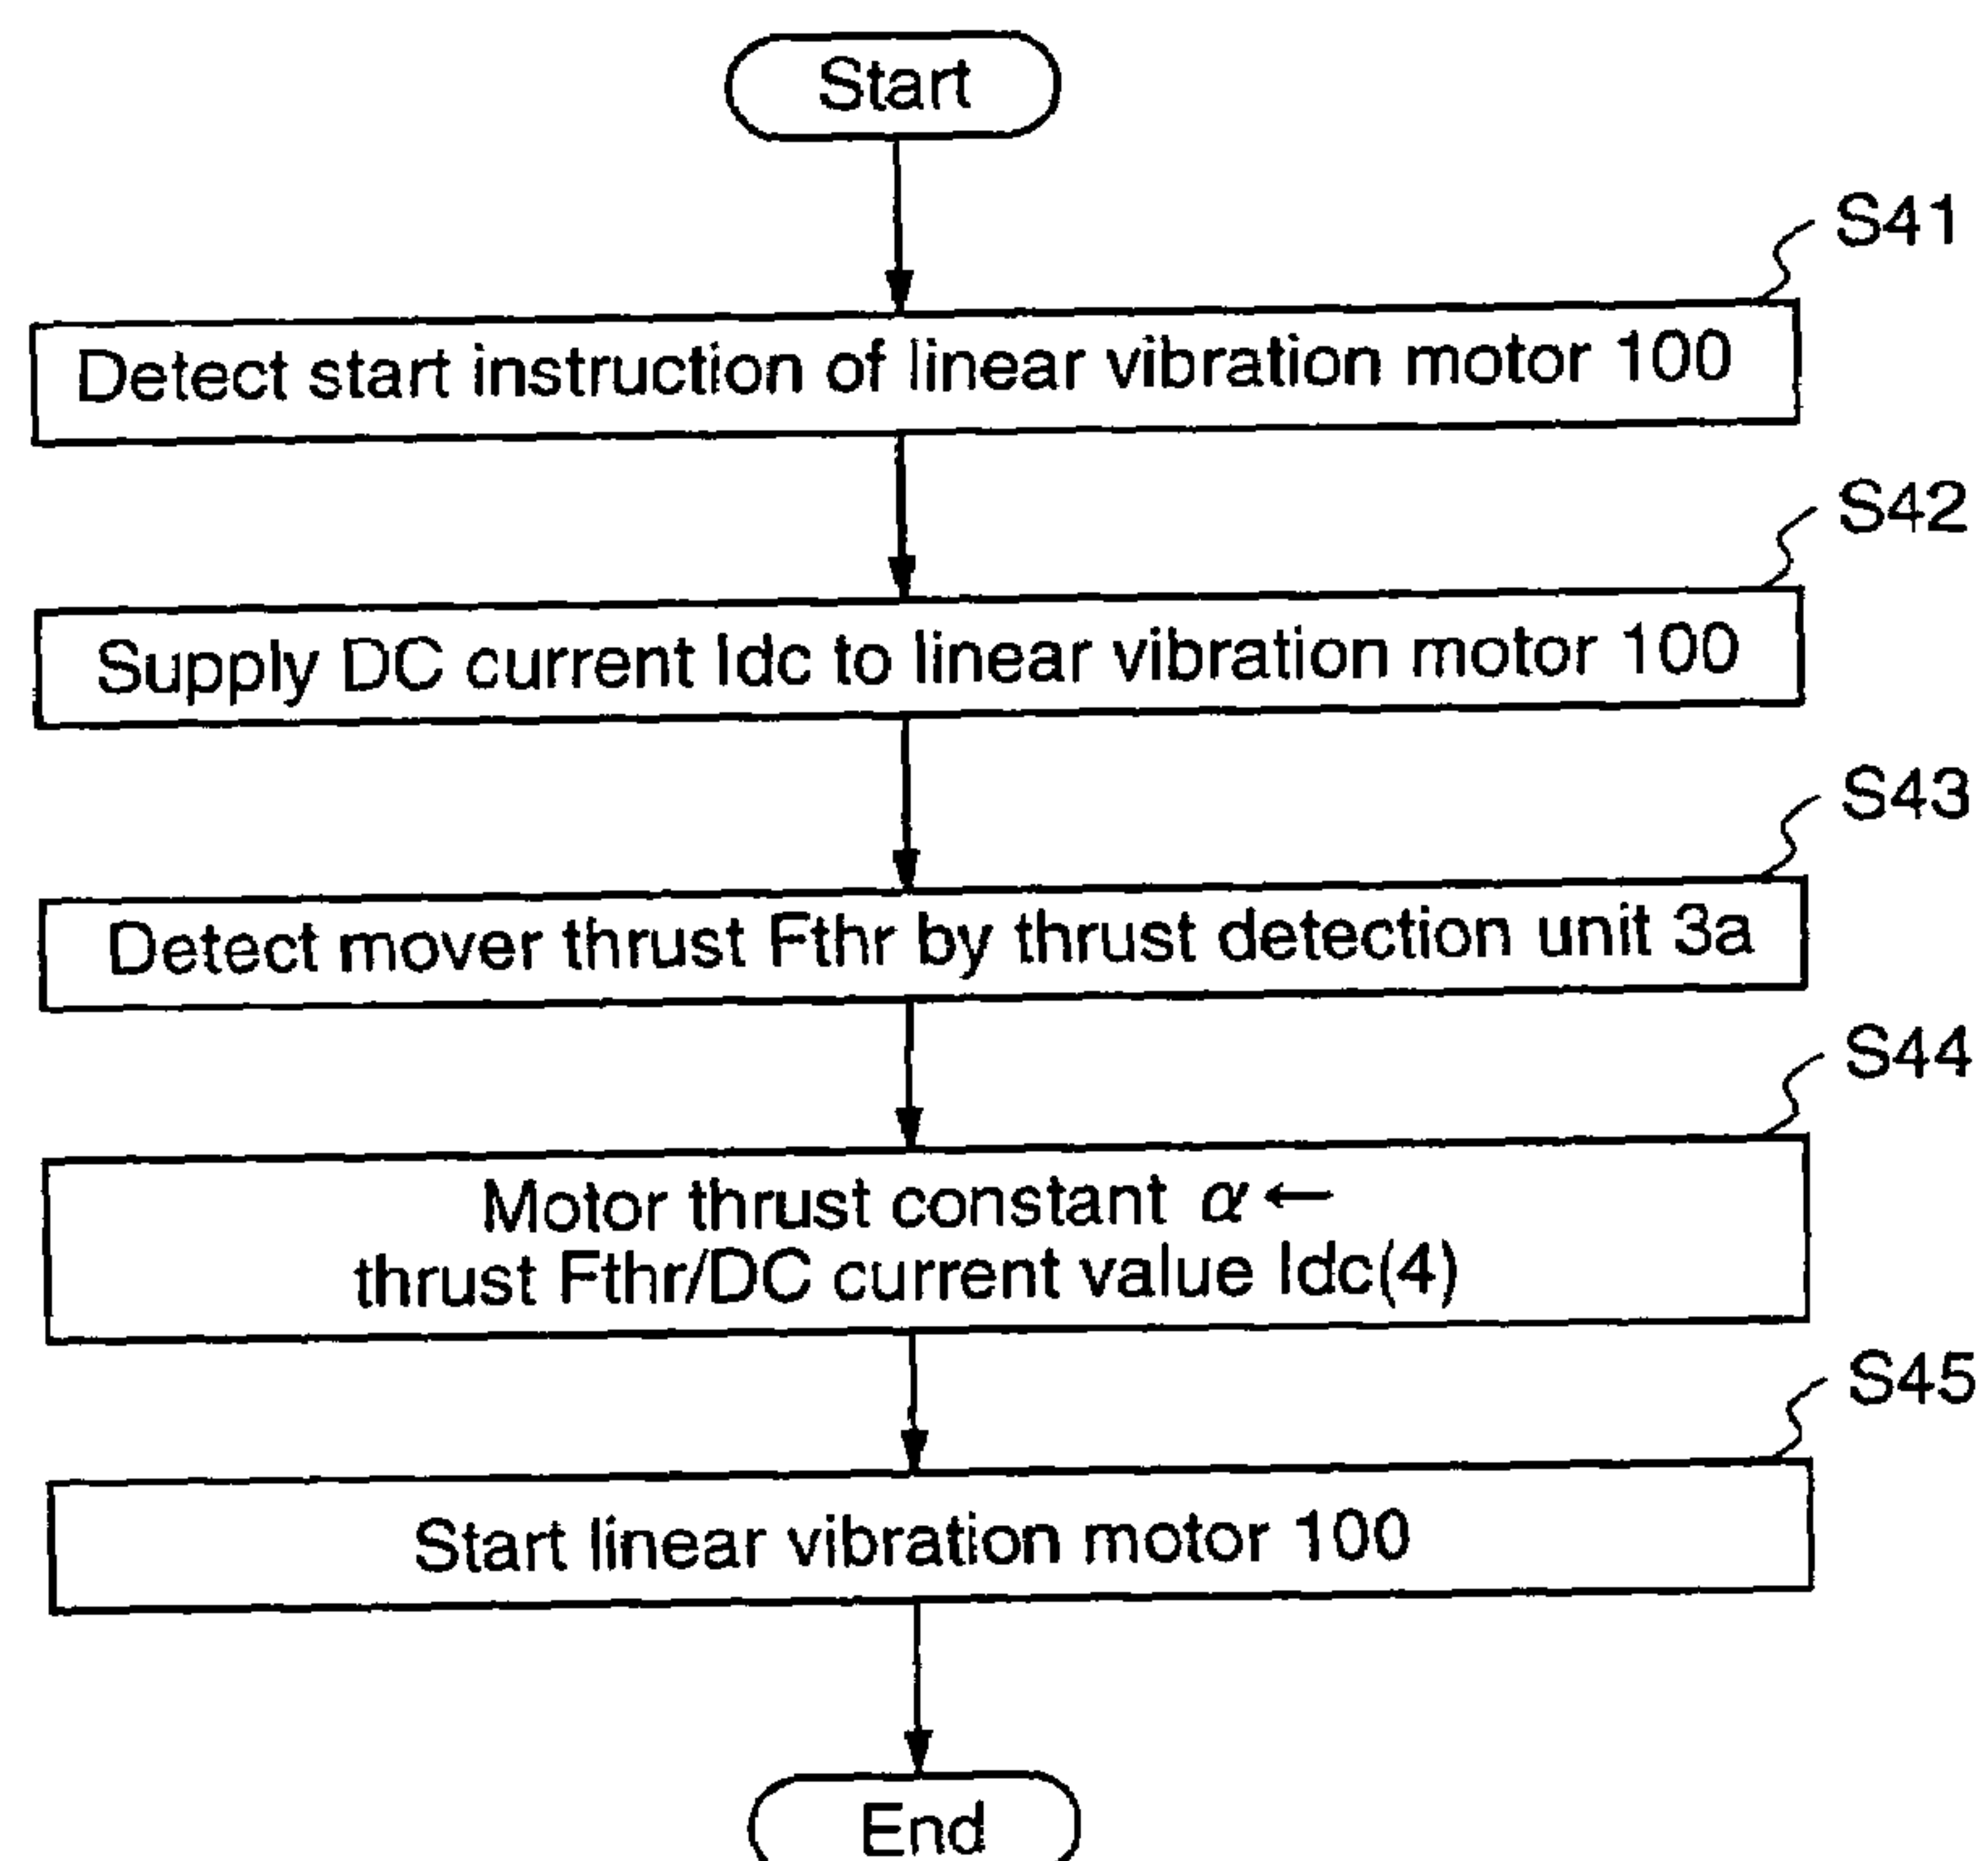 Start
S41
Detect start instruction of linear vibration motor 100
S42
Supply DC current Idc to linear vibration motor 100
S43
Detect mover thrust Fthr by thrust detection unit 3a
S44
Motor thrust constant α ←
thrust Fthr/DC current value Idc(4)
S45
Start linear vibration motor 100
End